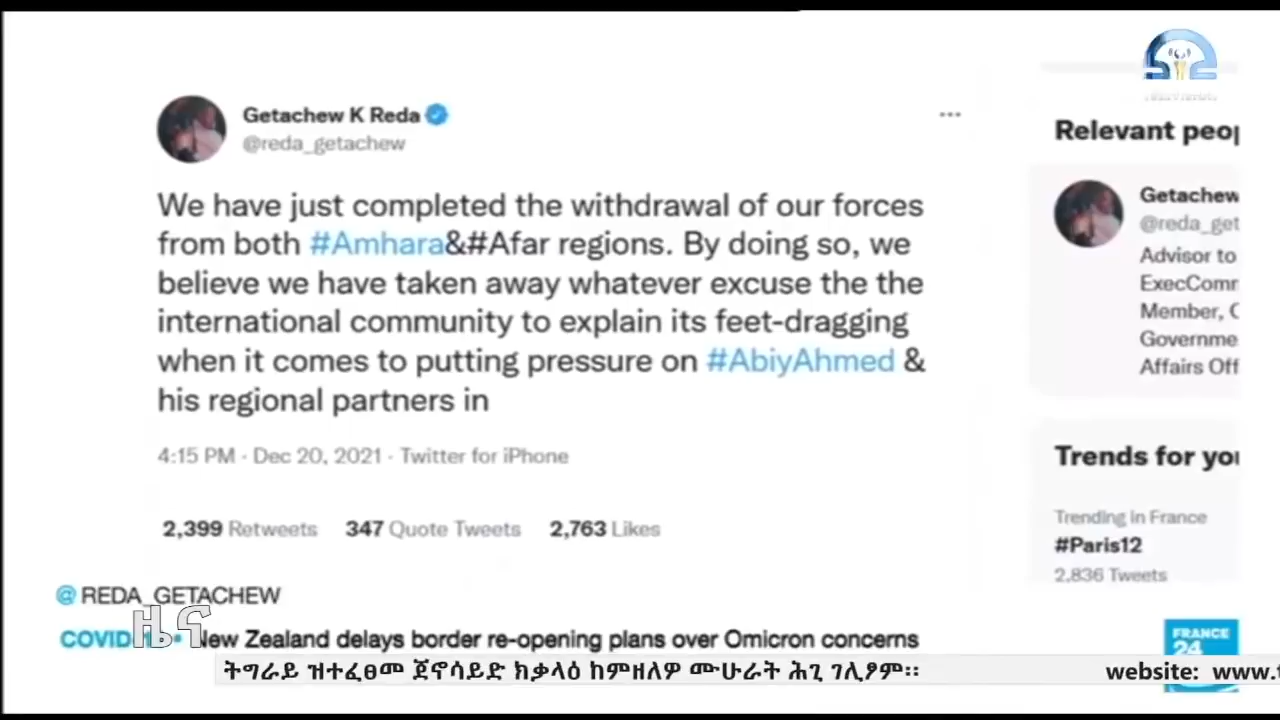 Getachew K Reda
@reda_getachew
We have just completed the withdrawal of our forces
from both #Amhara&#Afar regions. By doing so, we
believe we have taken away whatever excuse the the
international community to explain its feet-dragging
when it comes to putting pressure on #AbiyAhmed &
his regional partners in
4:15 PM · Dec 20, 2021 · Twitter for iPhone
2,399 Retweets 347 Quote Tweets 2,763 Likes
Relevant peop
Getachew
@reda_get
Advisor to
ExecComm
Member, C
Governme
Affairs Off
Trends for you
Trending in France
#Paris12
2,836 Tweets
@REDA_GETACHEW
ዜና
COVID New Zealand delays border re-opening plans over Omicron concerns
FRANCE
24
ትግራይ ዝተፈፀመ ጀኖሳይድ ክቃላዕ ከምዘለዎ ሙሁራት ሕጊ ገሊፆም። website: www.t